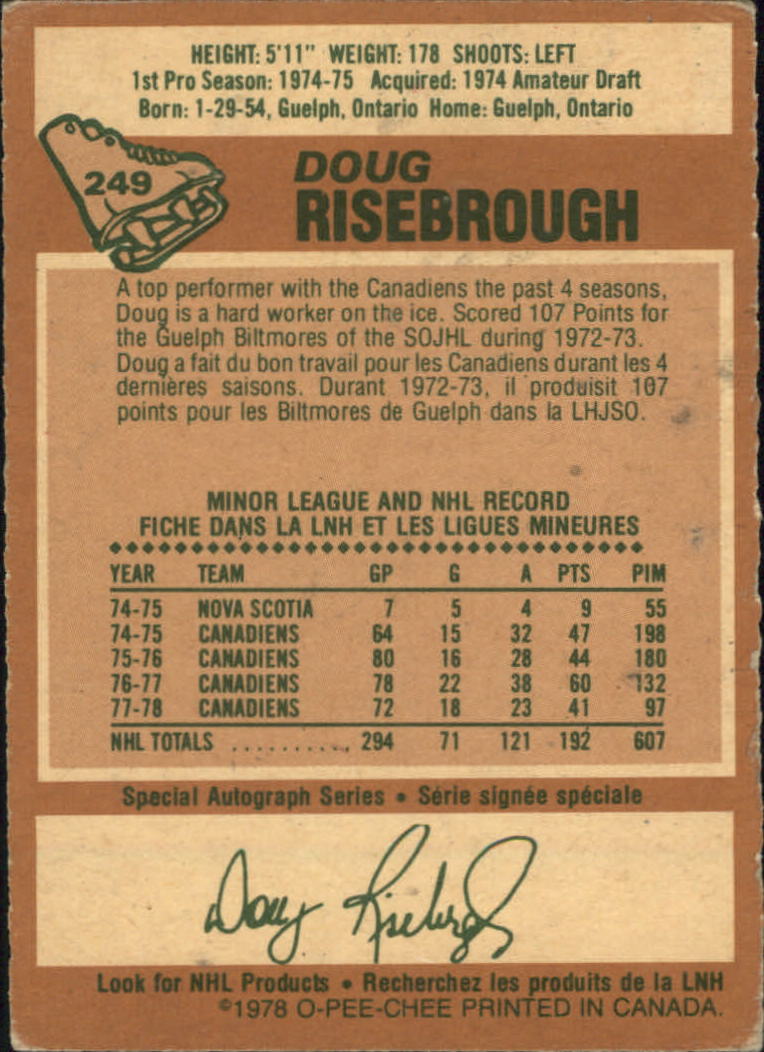 HEIGHT: 5'11" WEIGHT: 178 SHOOTS: LEFT
1st Pro Season: 1974-75 Acquired: 1974 Amateur Draft
Born: 1-29-54, Guelph, Ontario Home: Guelph, Ontario
249
DOUG
RISEBROUGH
A top performer with the Canadiens the past 4 seasons,
Doug is a hard worker on the ice. Scored 107 Points for
the Guelph Biltmores of the SOJHL during 1972-73.
Doug a fait du bon travail pour les Canadiens durant les 4
dernières saisons. Durant 1972-73, il produisit 107
points pour les Biltmores de Guelph dans la LHJSO.
MINOR LEAGUE AND NHL RECORD
FICHE DANS LA LNH ET LES LIGUES MINEURES
YEAR TEAM GP G A PTS PIM
74-75 NOVA SCOTIA 7 5 4 9 55
74-75 CANADIENS 64 15 32 47 198
75-76 CANADIENS 80 16 28 44 180
76-77 CANADIENS 78 22 38 60 132
77-78 CANADIENS 72 18 23 41 97
NHL TOTALS .......... 294 71 121 192 607
Special Autograph Series • Série signée spéciale
Doug Risebrough
Look for NHL Products • Recherchez les produits de la LNH
©1978 O-PEE-CHEE PRINTED IN CANADA.